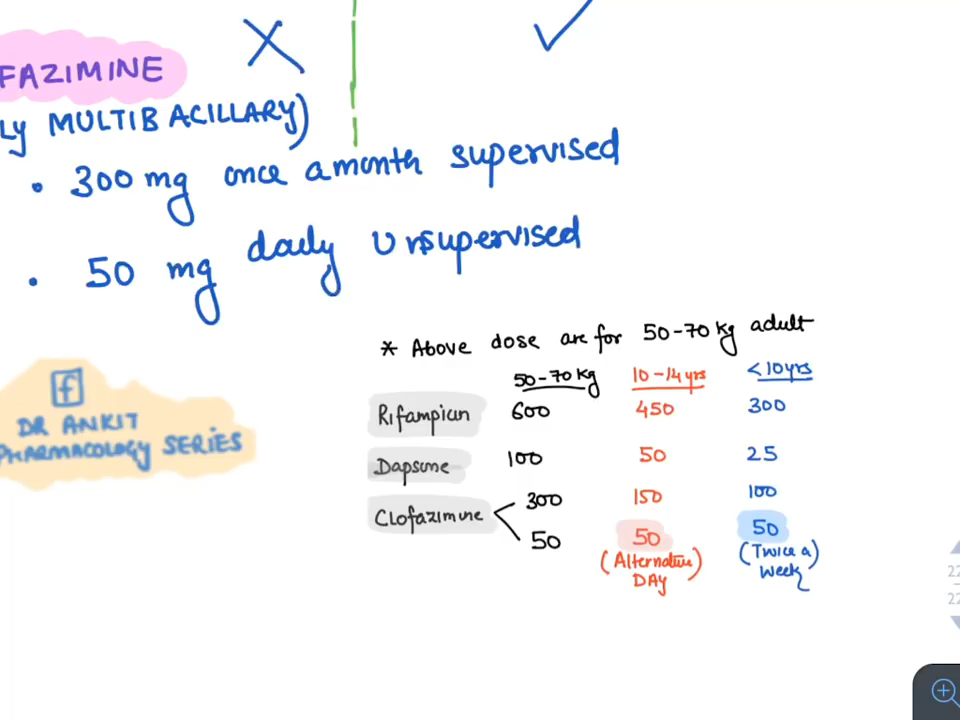 FAZIMINE
LY MULTIBACILLARY)
• 300 mg once a month supervised
• 50 mg daily Unsupervised
* Above dose are for 50-70 kg adult
50-70 kg 10-14 yrs <10 yrs
Rifampicin 600 450 300
Dapsone 100 50 25
Clofazimine 300 150 100
50 50 50
(Alternative DAY) (Twice a Week)
f
DR ANKIT
PHARMACOLOGY SERIES
22
22